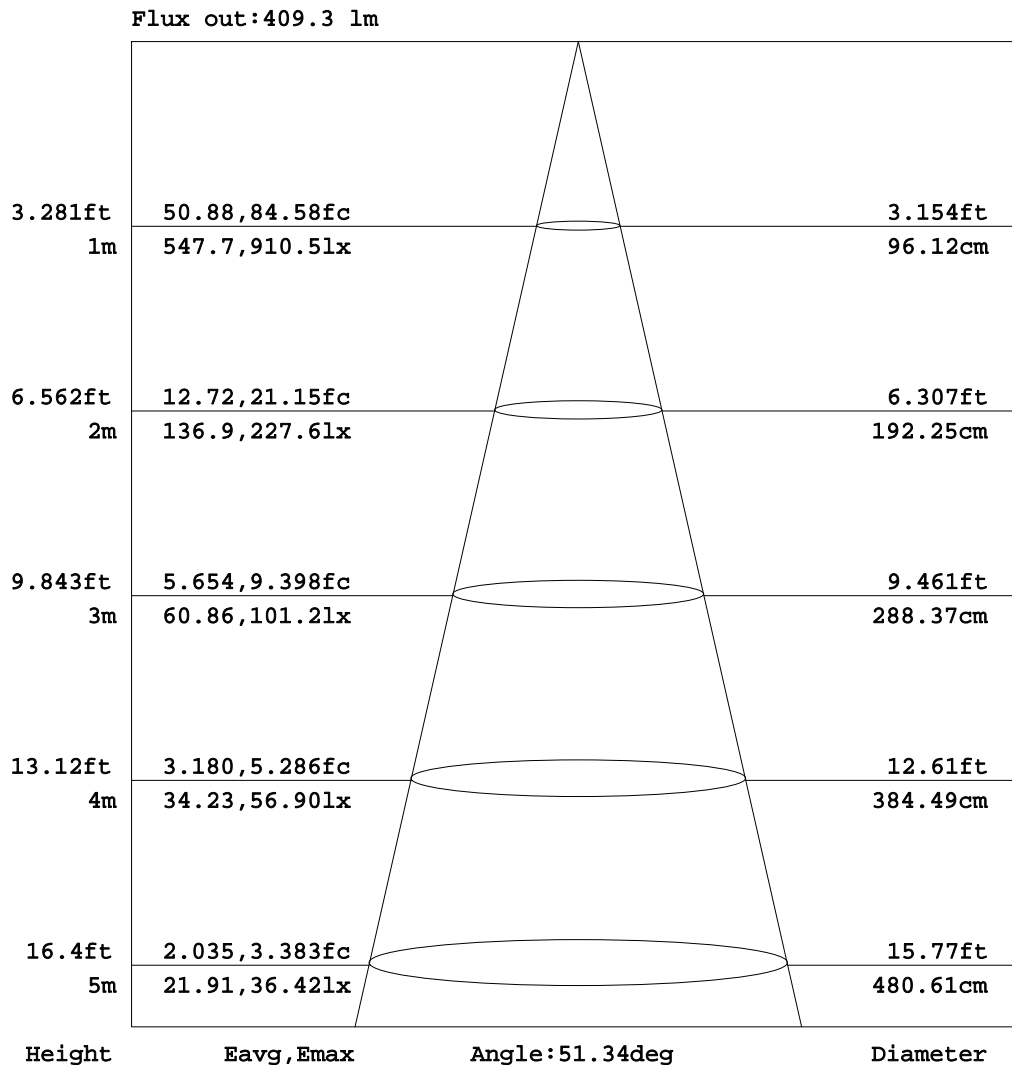 Flux out:409.3 lm
3.281ft 50.88,84.58fc 3.154ft
1m 547.7,910.5lx 96.12cm
6.562ft 12.72,21.15fc 6.307ft
2m 136.9,227.6lx 192.25cm
9.843ft 5.654,9.398fc 9.461ft
3m 60.86,101.2lx 288.37cm
13.12ft 3.180,5.286fc 12.61ft
4m 34.23,56.90lx 384.49cm
16.4ft 2.035,3.383fc 15.77ft
5m 21.91,36.42lx 480.61cm
Height Eavg,Emax Angle:51.34deg Diameter